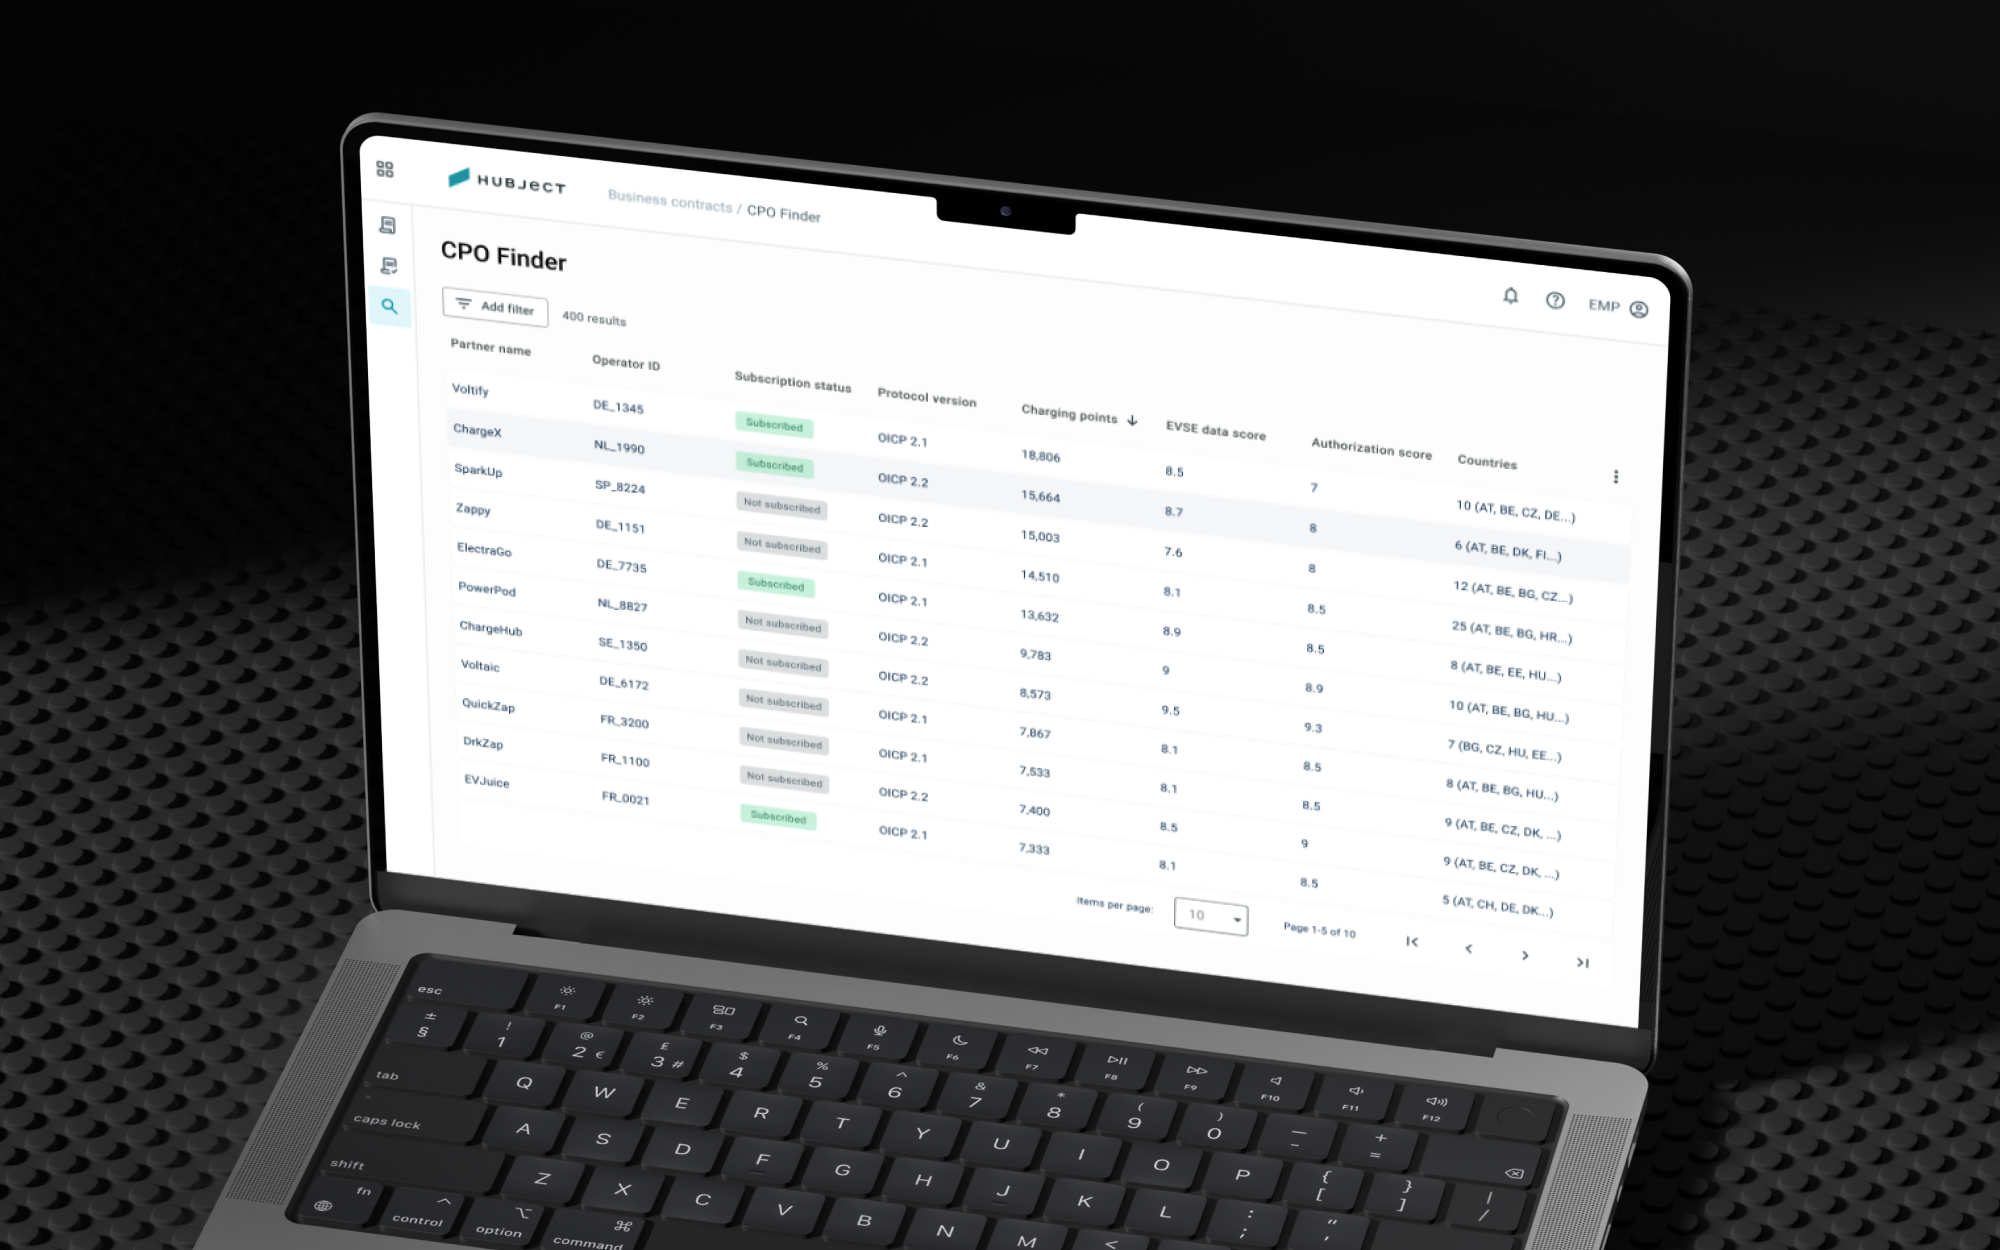 HUBJECT
Business contracts / CPO Finder
EMP
CPO Finder
Add filter
400 results
Partner name Operator ID Subscription status Protocol version Charging points EVSE data score Authorization score Countries
Voltify DE_1345 Subscribed OICP 2.1 18,806 8.5 7 10 (AT, BE, CZ, DE...)
ChargeX NL_1990 Subscribed OICP 2.2 15,664 8.7 8 6 (AT, BE, DK, FI...)
SparkUp SP_8224 Not subscribed OICP 2.2 15,003 7.6 8 12 (AT, BE, BG, CZ...)
Zappy DE_1151 Not subscribed OICP 2.1 14,510 8.1 8.5 25 (AT, BE, BG, HR...)
ElectraGo DE_7735 Subscribed OICP 2.1 13,632 8.9 8.5 8 (AT, BE, EE, HU...)
PowerPod NL_8827 Not subscribed OICP 2.2 9,783 9 8.9 10 (AT, BE, BG, HU...)
ChargeHub SE_1350 Not subscribed OICP 2.2 8,573 9.5 9.3 7 (BG, CZ, HU, EE...)
Voltaic DE_6172 Not subscribed OICP 2.1 7,867 8.1 8.5 8 (AT, BE, BG, HU...)
QuickZap FR_3200 Not subscribed OICP 2.1 7,533 8.1 8.5 9 (AT, BE, CZ, DK, ...)
DrkZap FR_1100 Not subscribed OICP 2.2 7,400 8.5 9 9 (AT, BE, CZ, DK, ...)
EVJuice FR_0021 Subscribed OICP 2.1 7,333 8.1 8.5 5 (AT, CH, DE, DK...)
Items per page: 10 Page 1-5 of 10
esc F1 F2 F3 F4 F5 F6 F7 F8 F9 F10 F11 F12
± ! @ £ $ % ^ & * ( ) — +
§ 1 2 € 3 # 4 5 6 7 8 9 0 - =
tab Q W E R T Y U I O P { [ } ] | /
caps lock A S D F G H J K L : ; " '
shift Z X C V B N M <
fn control option command